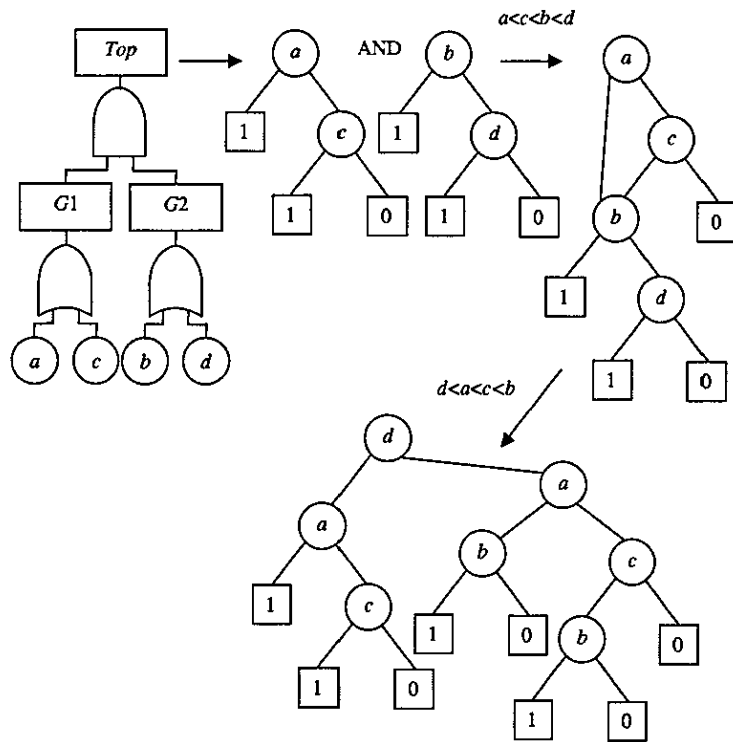 Top
G1 G2
a c b d
a AND b
1 c 1 d
1 0 1 0
a<c<b<d
a
c
b 0
1 d
1 0
d<a<c<b
d
a a
1 c b c
1 0 1 0 b 0
1 0